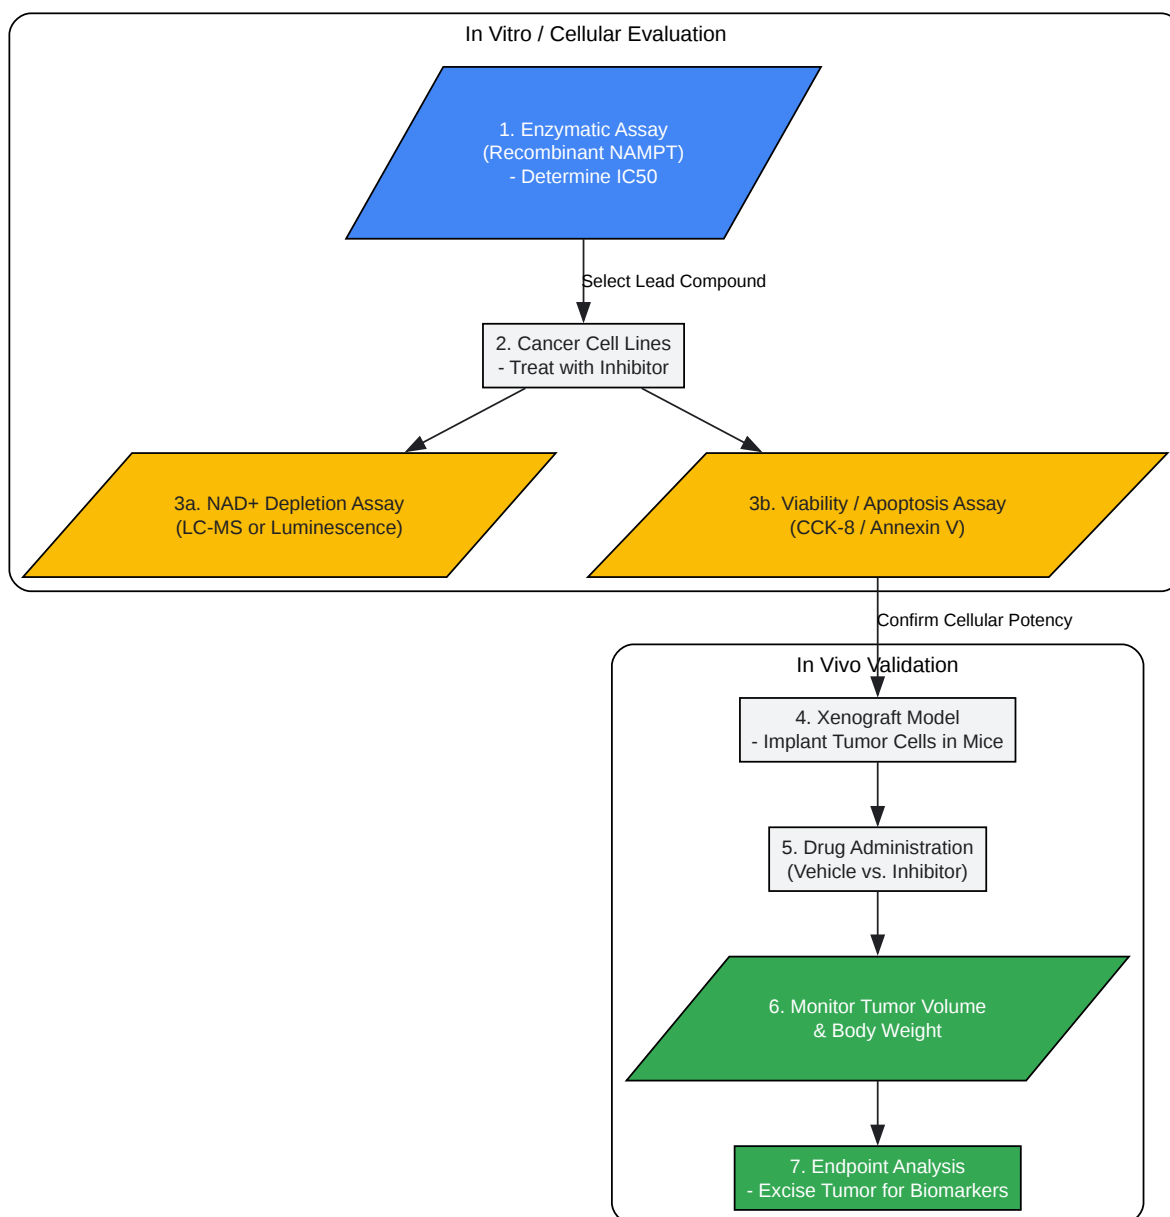 In Vitro / Cellular Evaluation
1. Enzymatic Assay
(Recombinant NAMPT)
- Determine IC50
Select Lead Compound
2. Cancer Cell Lines
- Treat with Inhibitor
3a. NAD+ Depletion Assay
(LC-MS or Luminescence)
3b. Viability / Apoptosis Assay
(CCK-8 / Annexin V)
Confirm Cellular Potency
In Vivo Validation
4. Xenograft Model
- Implant Tumor Cells in Mice
5. Drug Administration
(Vehicle vs. Inhibitor)
6. Monitor Tumor Volume
& Body Weight
7. Endpoint Analysis
- Excise Tumor for Biomarkers